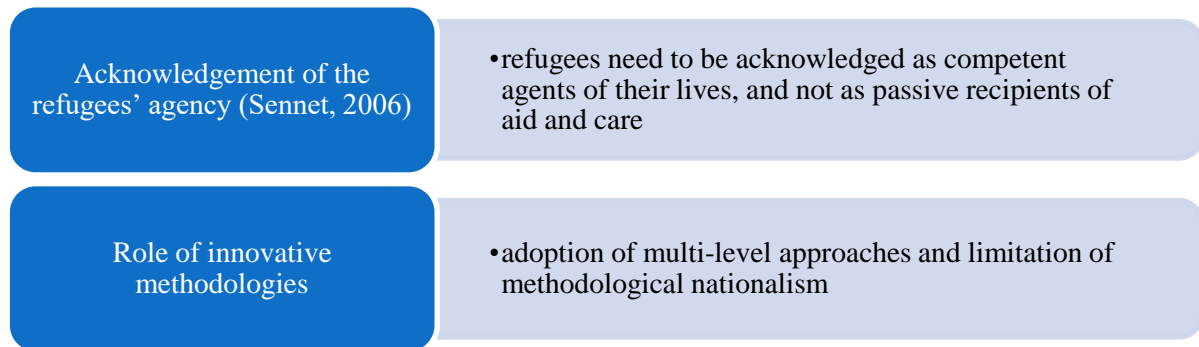 Acknowledgement of the
refugees’ agency (Sennet, 2006)
•refugees need to be acknowledged as competent
agents of their lives, and not as passive recipients of
aid and care
Role of innovative
methodologies
•adoption of multi-level approaches and limitation of
methodological nationalism